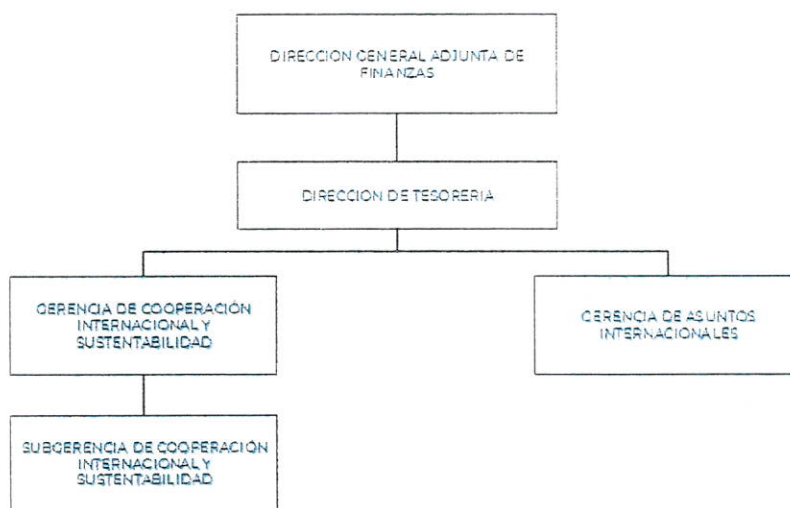 DIRECCION GENERAL ADJUNTA DE
FINANZAS
DIRECCION DE TESORERIA
GERENCIA DE COOPERACIÓN
INTERNACIONAL Y
SUSTENTABILIDAD
GERENCIA DE ASUNTOS
INTERNACIONALES
SUBGERENCIA DE COOPERACIÓN
INTERNACIONAL Y
SUSTENTABILIDAD